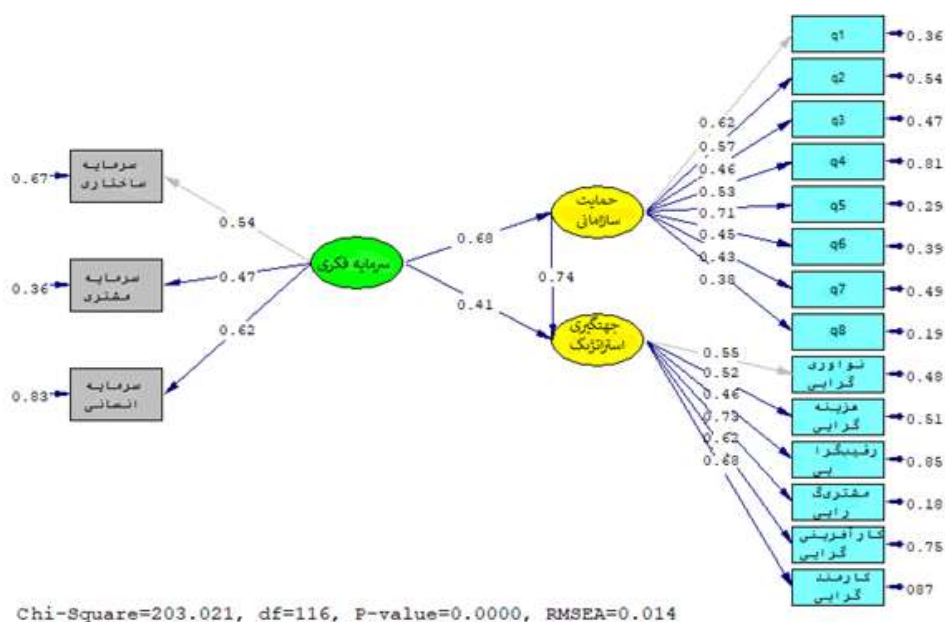 q1
0.36
q2
0.54
q3
0.47
q4
0.81
q5
0.29
q6
0.39
q7
0.49
q8
0.19
0.62
0.57
0.46
0.53
0.71
0.45
0.43
0.38
سرمایه
ساختاری
0.67
0.54
سرمایه
مشتری
0.36
0.47
سرمایه
انسانی
0.83
0.62
سرمایه فکری
0.68
0.41
حمایت
سازمانی
0.74
جهتگیری
استراتژیک
0.55
0.52
0.46
0.73
0.62
0.68
نواوری
گرایی
0.48
هزینه
گرایی
0.51
رقیبگرا
یی
0.85
مشتریگ
رایی
0.18
کارآفرینی
گرایی
0.75
کارمند
گرایی
087
Chi-Square=203.021, df=116, P-value=0.0000, RMSEA=0.014